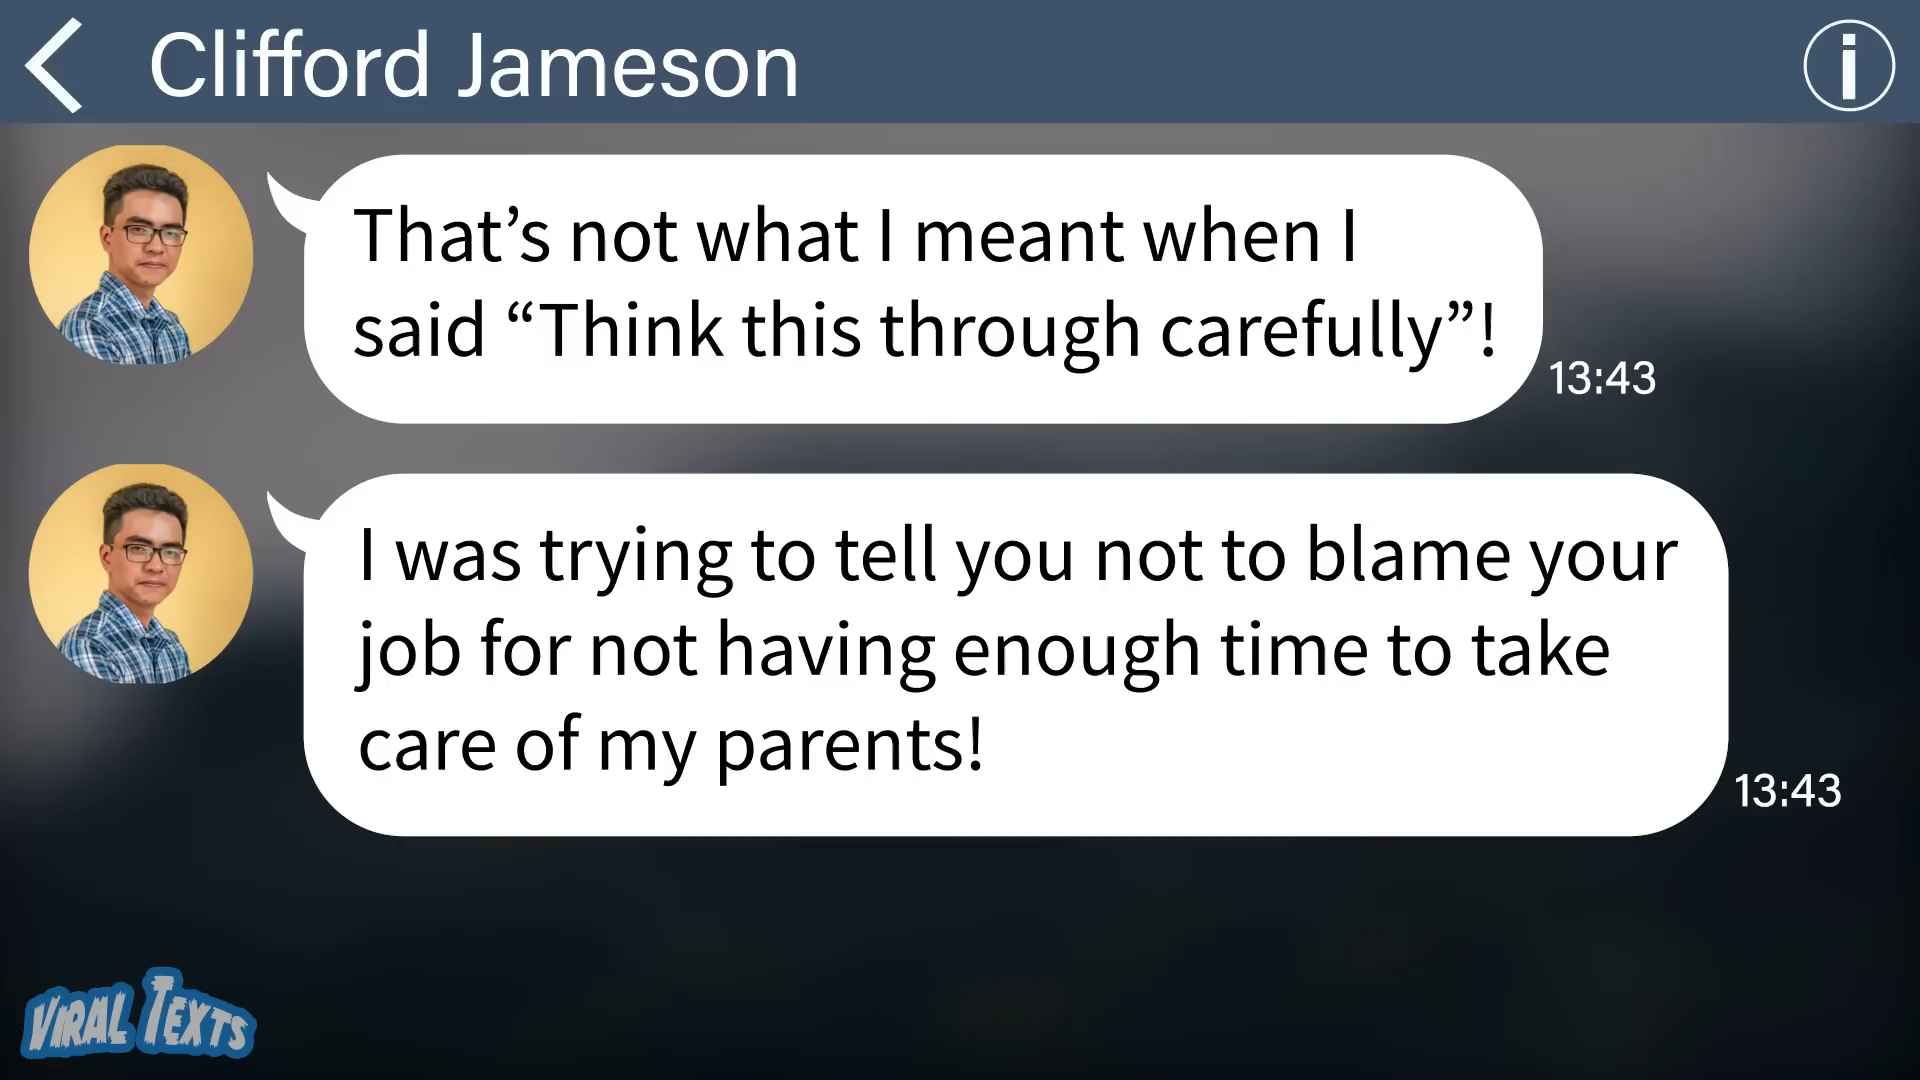 Clifford Jameson
That’s not what I meant when I
said “Think this through carefully”!
13:43
I was trying to tell you not to blame your
job for not having enough time to take
care of my parents!
13:43
VIRAL TEXTS